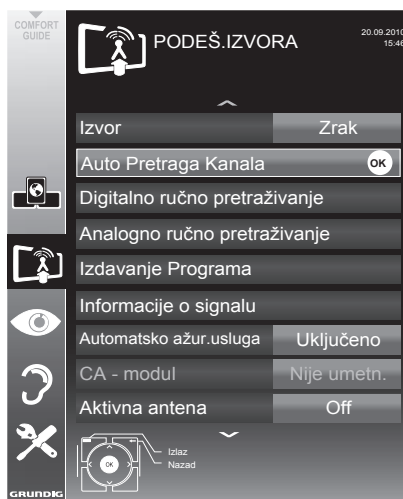 COMFORT
GUIDE
PODEŠ.IZVORA
20.09.2010
15:46
Izvor Zrak
Auto Pretraga Kanala OK
Digitalno ručno pretraživanje
Analogno ručno pretraživanje
Izdavanje Programa
Informacije o signalu
Automatsko ažur.usluga Uključeno
CA - modul Nije umetn.
Aktivna antena Off
Izlaz
OK Nazad
GRUNDIG